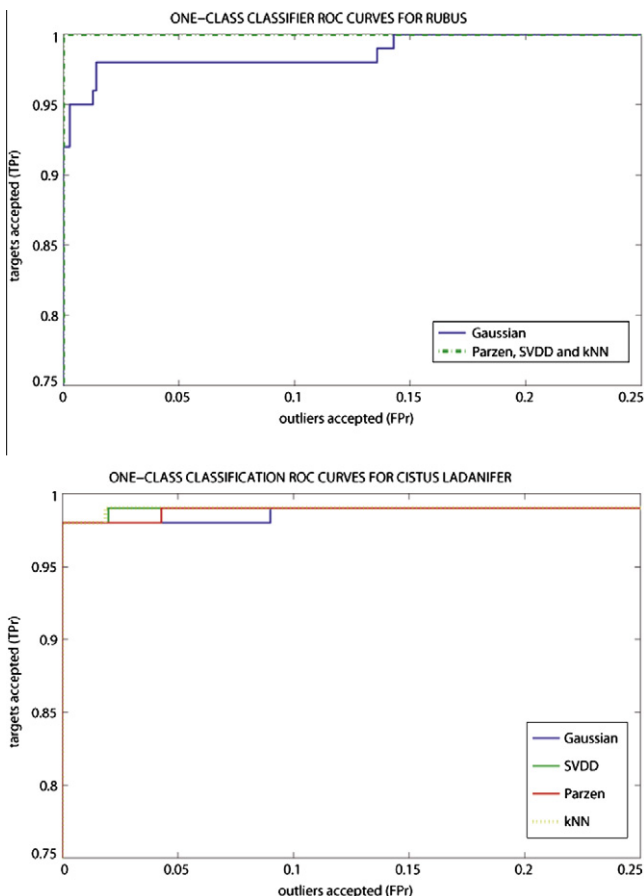 ONE-CLASS CLASSIFIER ROC CURVES FOR RUBUS
1
0.95
0.9
0.85
0.8
0.75
targets accepted (TPr)
Gaussian
Parzen, SVDD and kNN
0 0.05 0.1 0.15 0.2 0.25
outliers accepted (FPr)
ONE-CLASS CLASSIFICATION ROC CURVES FOR CISTUS LADANIFER
1
0.95
0.9
0.85
0.8
0.75
targets accepted (TPr)
Gaussian
SVDD
Parzen
kNN
0 0.05 0.1 0.15 0.2 0.25
outliers accepted (FPr)